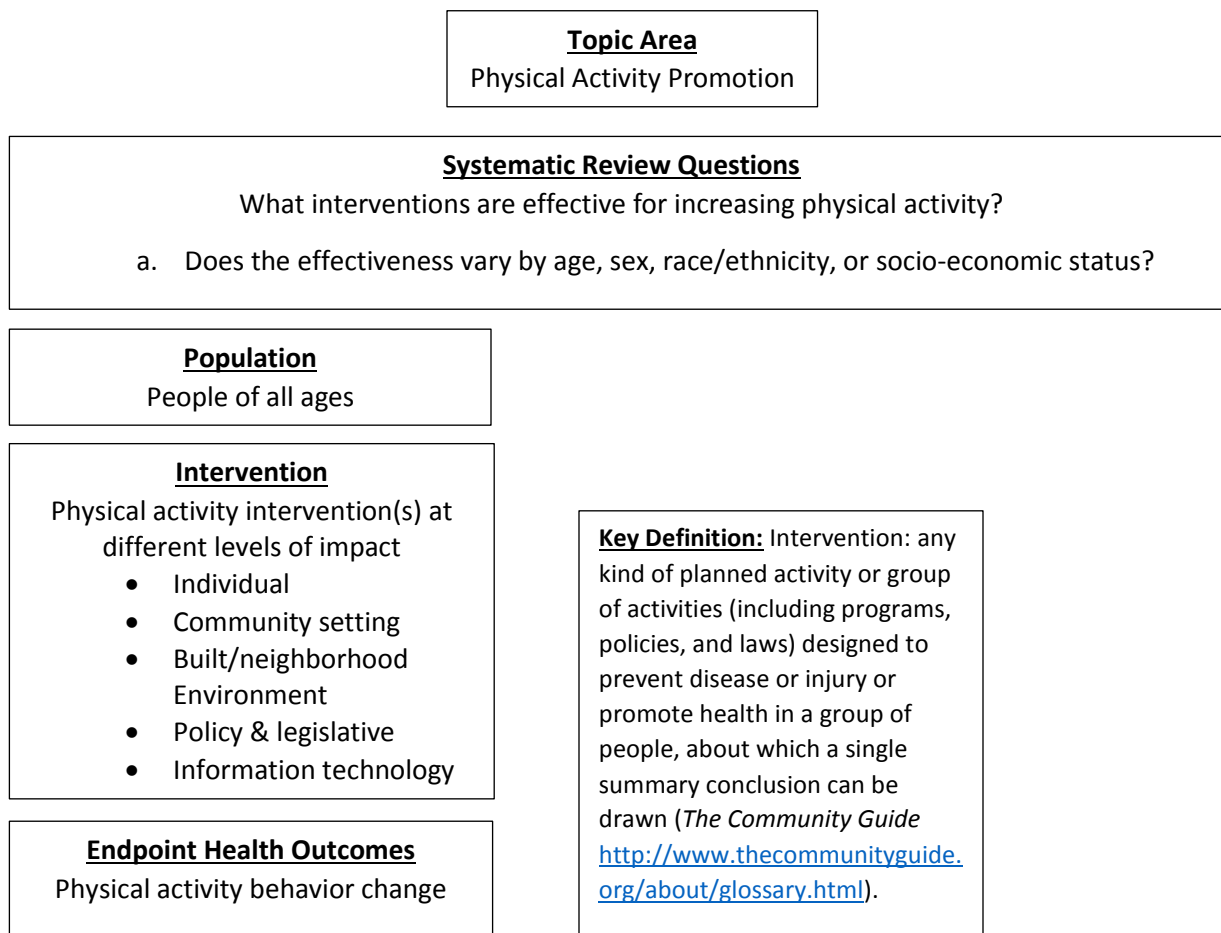 Topic Area
Physical Activity Promotion
Systematic Review Questions
What interventions are effective for increasing physical activity?
a. Does the effectiveness vary by age, sex, race/ethnicity, or socio-economic status?
Population
People of all ages
Intervention
Physical activity intervention(s) at
different levels of impact
• Individual
• Community setting
• Built/neighborhood
Environment
• Policy & legislative
• Information technology
Endpoint Health Outcomes
Physical activity behavior change
Key Definition: Intervention: any
kind of planned activity or group
of activities (including programs,
policies, and laws) designed to
prevent disease or injury or
promote health in a group of
people, about which a single
summary conclusion can be
drawn (The Community Guide
http://www.thecommunityguide.
org/about/glossary.html).